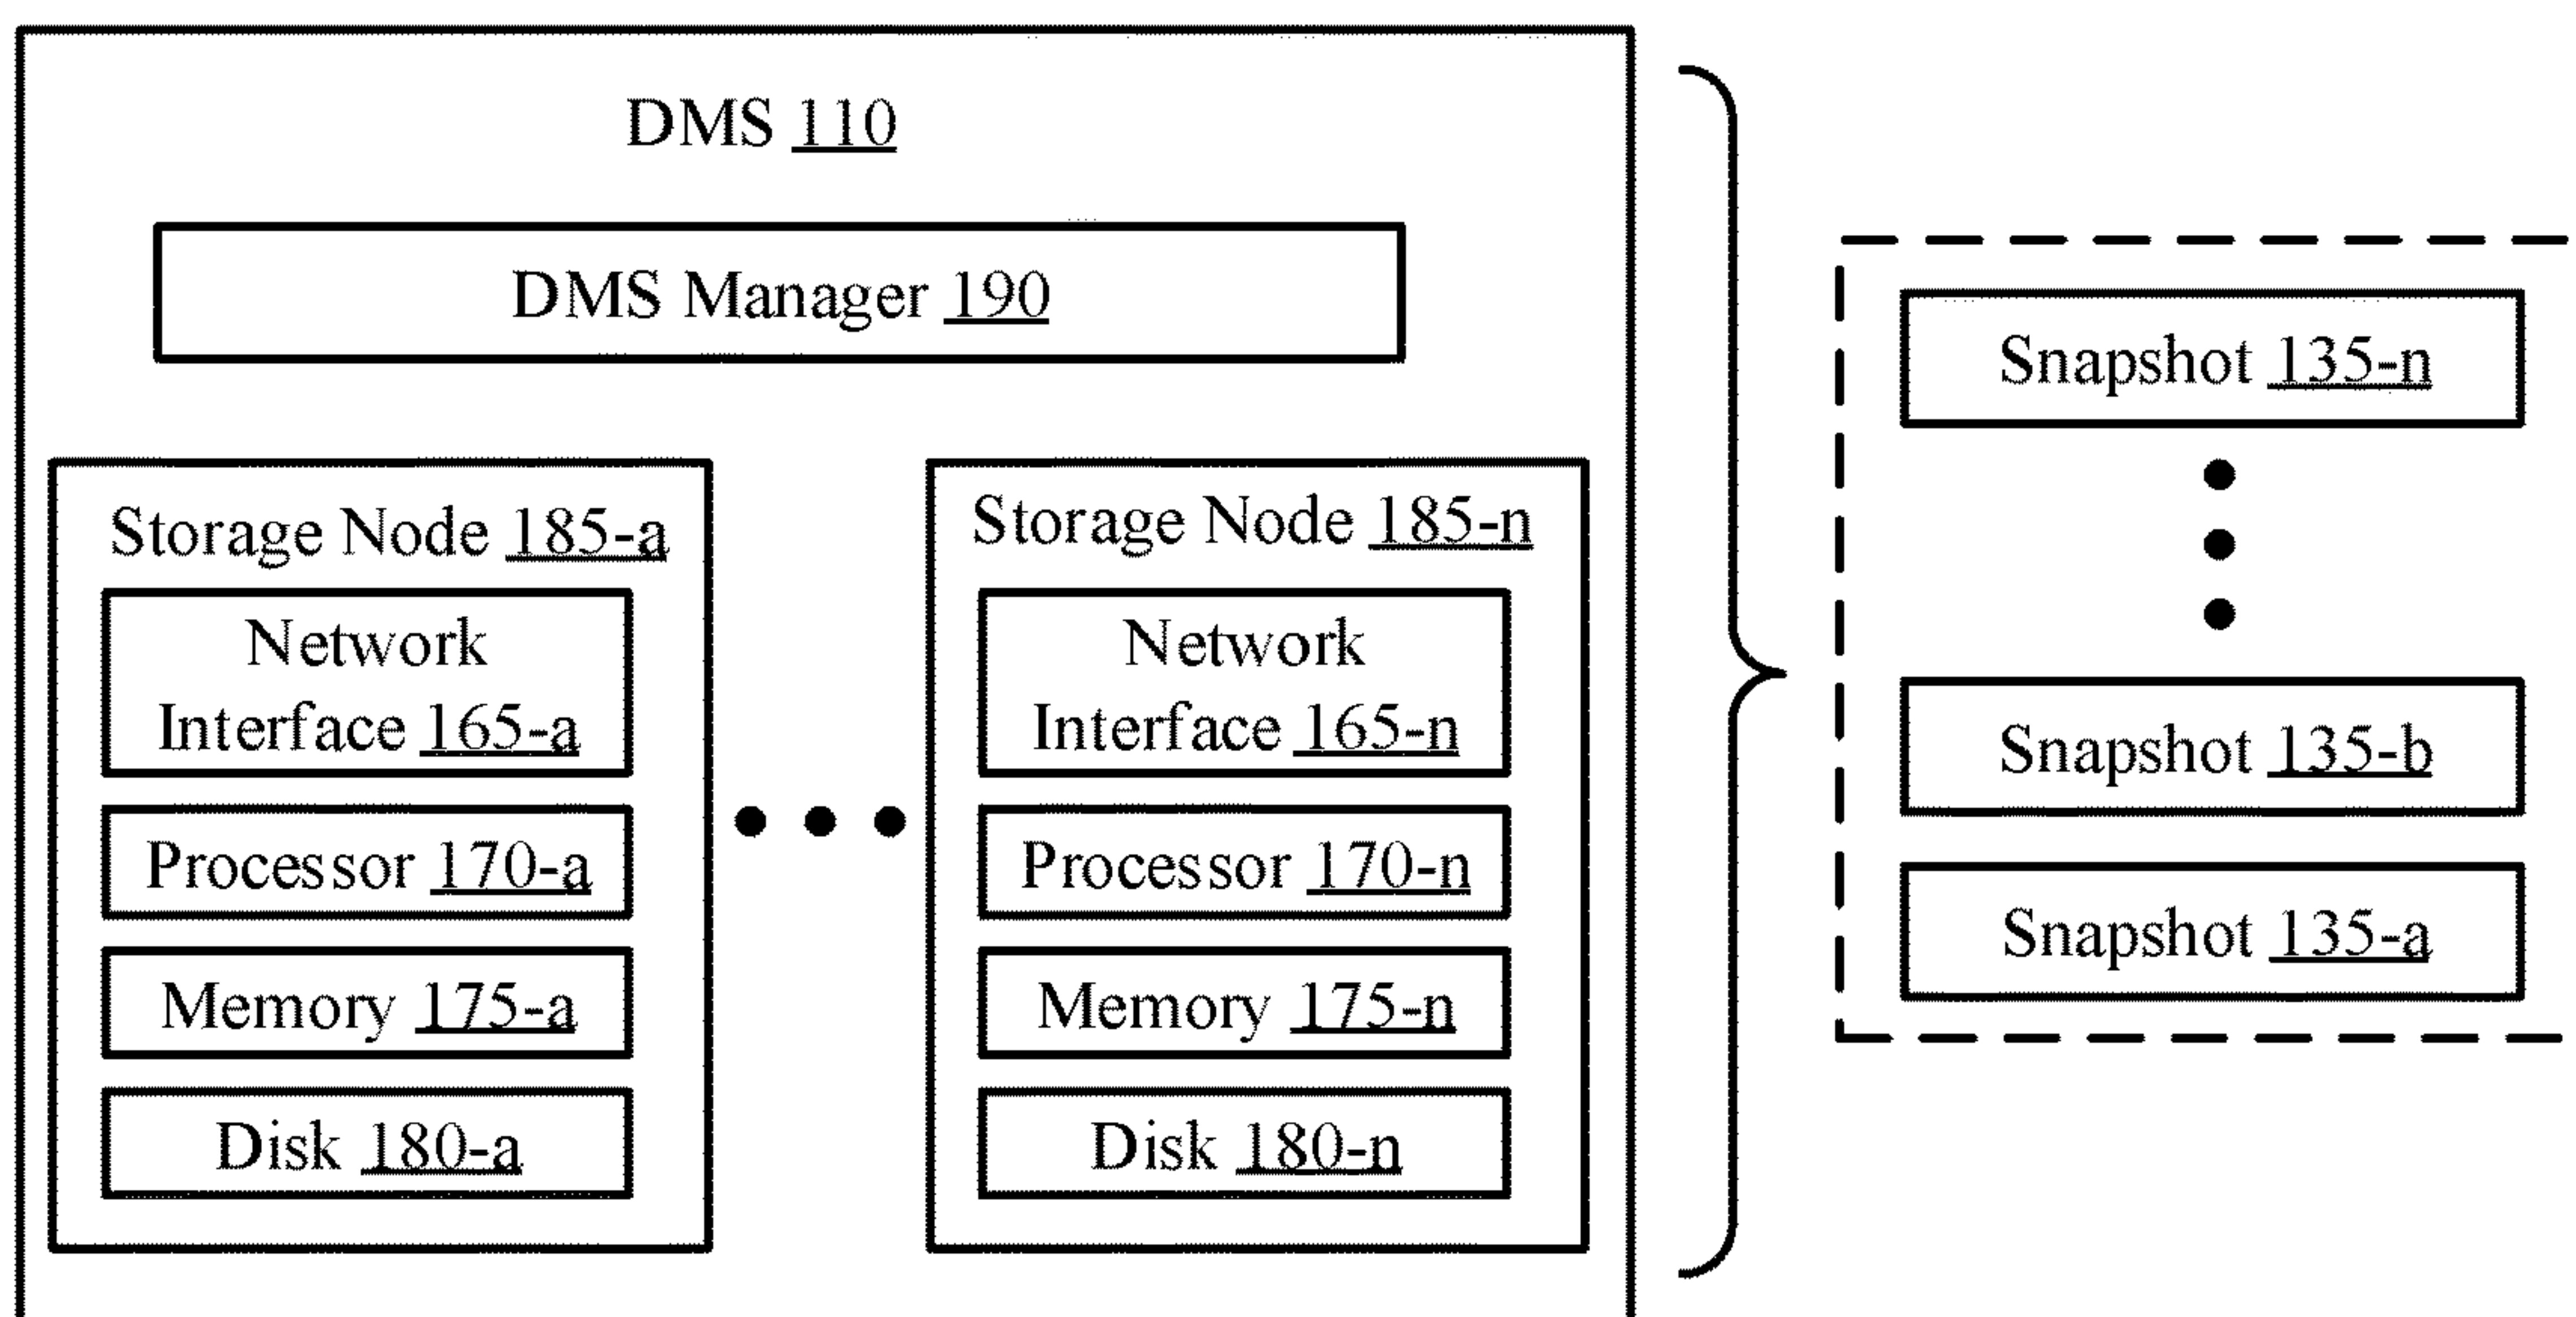 DMS 110
DMS Manager 190
Storage Node 185-a
Network
Interface 165-a
Processor 170-a
Memory 175-a
Disk 180-a
Storage Node 185-n
Network
Interface 165-n
Processor 170-n
Memory 175-n
Disk 180-n
Snapshot 135-n
Snapshot 135-b
Snapshot 135-a